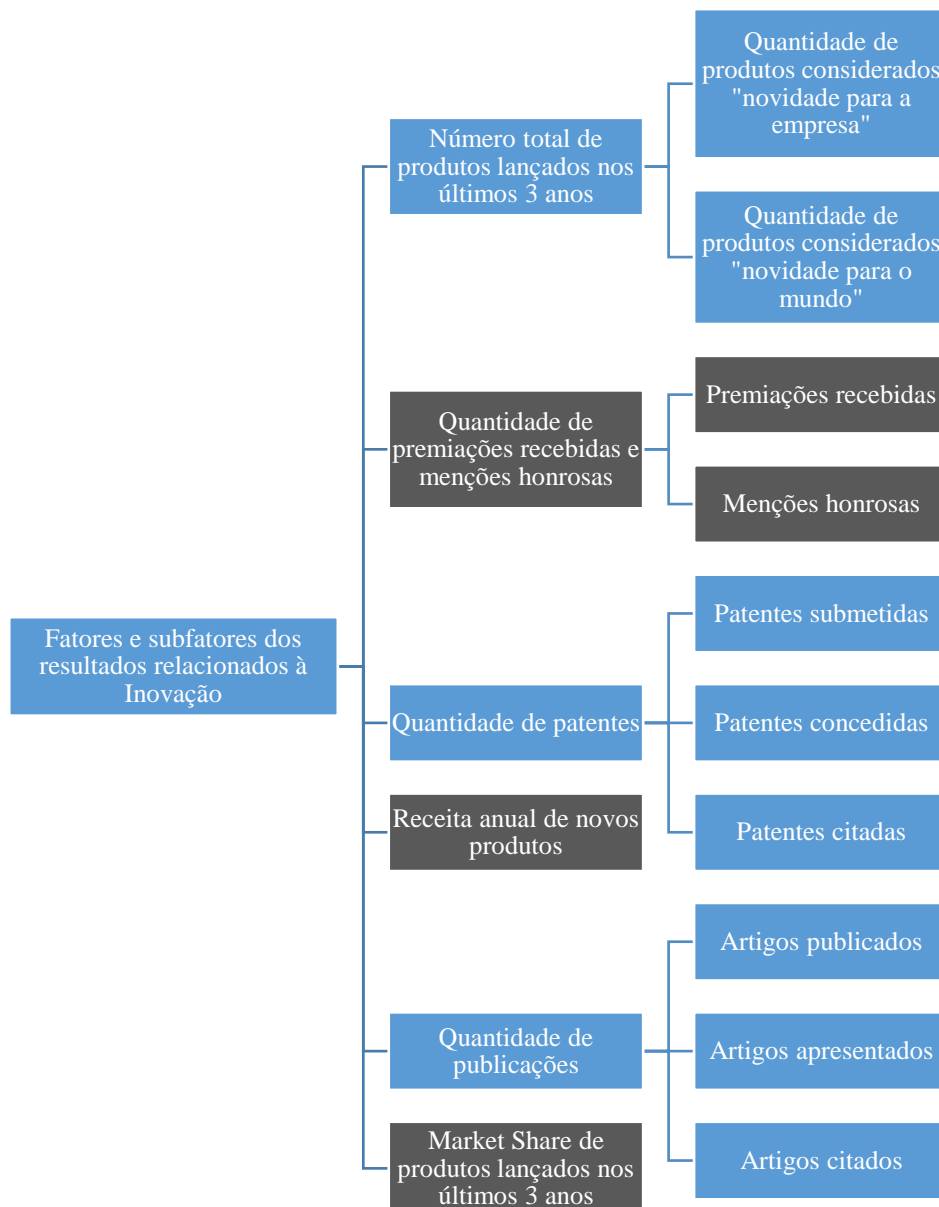 Fatores e subfatores dos
resultados relacionados à
Inovação
Número total de
produtos lançados nos
últimos 3 anos
Quantidade de
produtos considerados
"novidade para a
empresa"
Quantidade de
produtos considerados
"novidade para o
mundo"
Quantidade de
premiações recebidas e
menções honrosas
Premiações recebidas
Menções honrosas
Quantidade de patentes
Patentes submetidas
Patentes concedidas
Patentes citadas
Receita anual de novos
produtos
Quantidade de
publicações
Artigos publicados
Artigos apresentados
Artigos citados
Market Share de
produtos lançados nos
últimos 3 anos